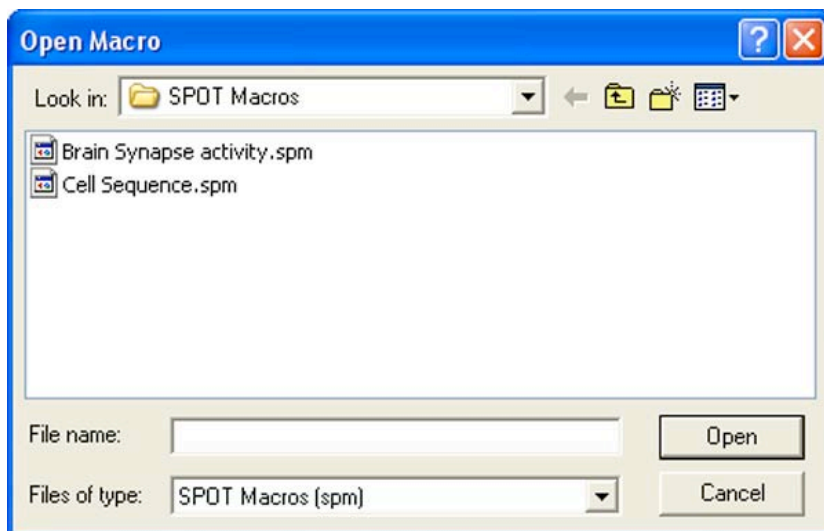 Open Macro
Look in: SPOT Macros
Brain Synapse activity.spm
Cell Sequence.spm
File name: Open
Files of type: SPOT Macros (spm) Cancel